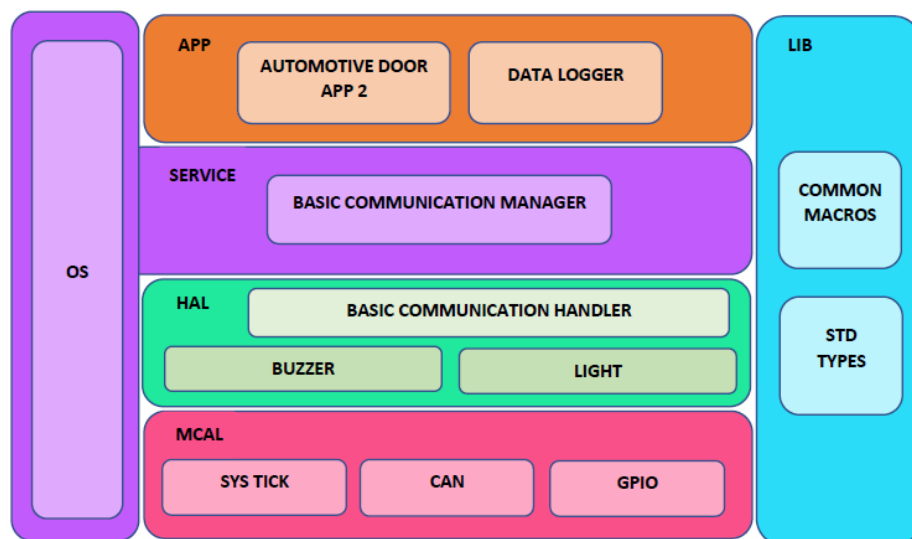 OS
APP
AUTOMOTIVE DOOR
APP 2
DATA LOGGER
SERVICE
BASIC COMMUNICATION MANAGER
HAL
BASIC COMMUNICATION HANDLER
BUZZER
LIGHT
MCAL
SYS TICK
CAN
GPIO
LIB
COMMON
MACROS
STD
TYPES